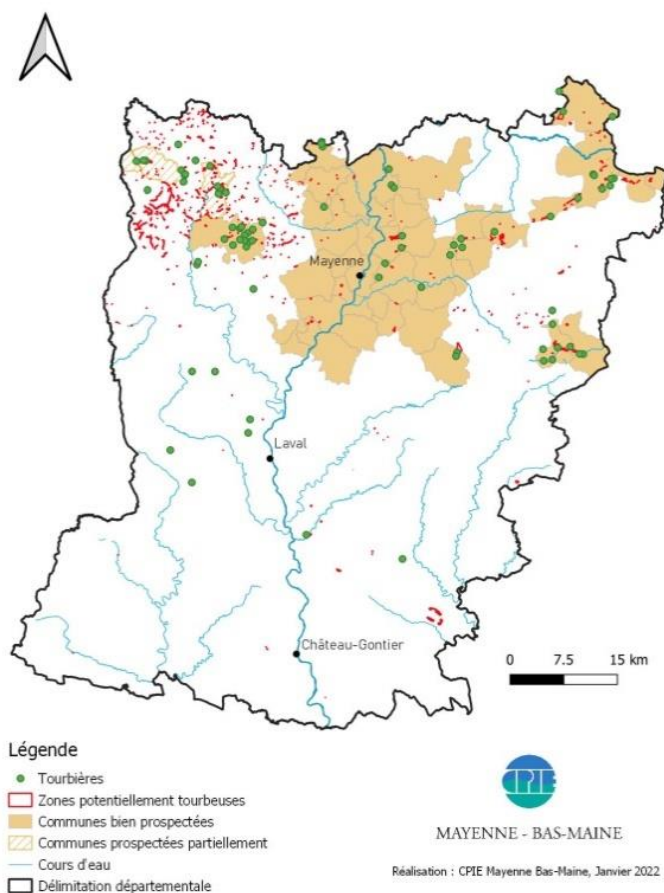 Mayenne
Laval
Château-Gontier
0 7.5 15 km
Légende
Tourbières
Zones potentiellement tourbeuses
Communes bien prospectées
Communes prospectées partiellement
Cours d'eau
Délimitation départementale
CPIE
MAYENNE - BAS-MAINE
Réalisation : CPIE Mayenne Bas-Maine, Janvier 2022